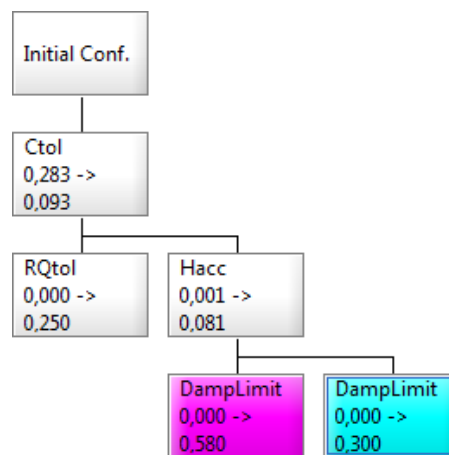 Initial Conf.
Ctol
0,283 ->
0,093
RQtol
0,000 ->
0,250
Hacc
0,001 ->
0,081
DampLimit
0,000 ->
0,580
DampLimit
0,000 ->
0,300